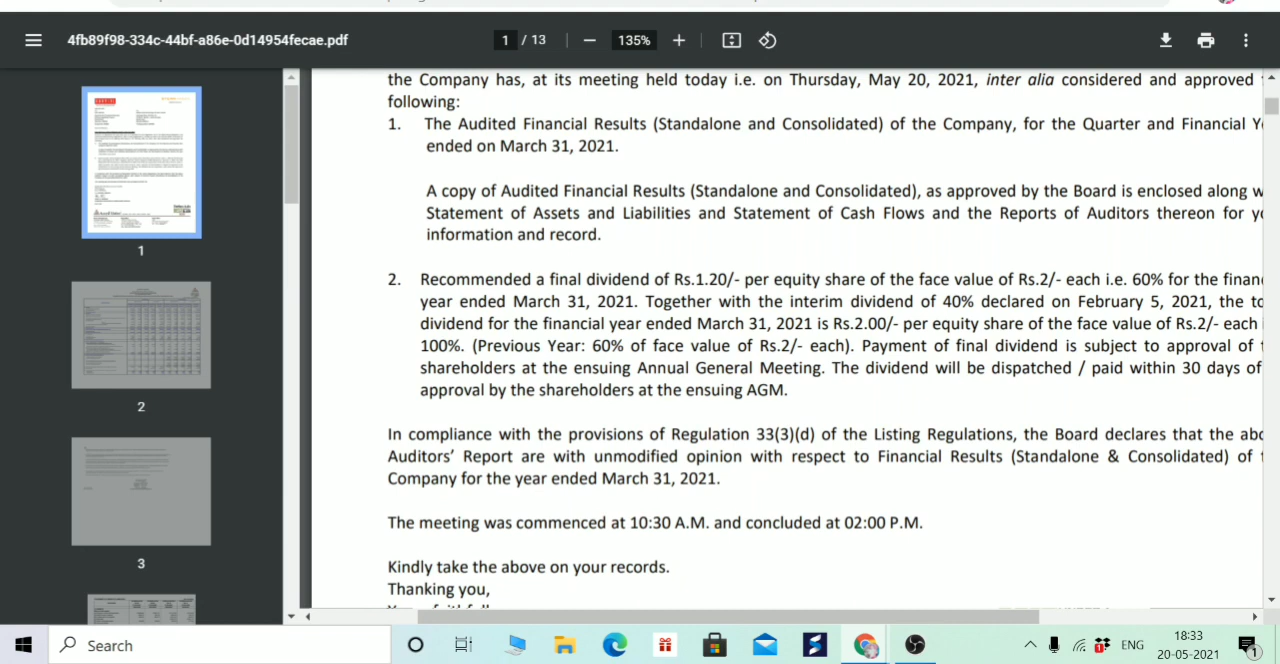 4fb89f98-334c-44bf-a86e-0d14954fecae.pdf
1 / 13
135%
the Company has, at its meeting held today i.e. on Thursday, May 20, 2021, inter alia considered and approved
following:
1. The Audited Financial Results (Standalone and Consolidated) of the Company, for the Quarter and Financial Y
ended on March 31, 2021.
A copy of Audited Financial Results (Standalone and Consolidated), as approved by the Board is enclosed along w
Statement of Assets and Liabilities and Statement of Cash Flows and the Reports of Auditors thereon for yo
information and record.
2. Recommended a final dividend of Rs.1.20/- per equity share of the face value of Rs.2/- each i.e. 60% for the finan
year ended March 31, 2021. Together with the interim dividend of 40% declared on February 5, 2021, the to
dividend for the financial year ended March 31, 2021 is Rs.2.00/- per equity share of the face value of Rs.2/- each
100%. (Previous Year: 60% of face value of Rs.2/- each). Payment of final dividend is subject to approval of
shareholders at the ensuing Annual General Meeting. The dividend will be dispatched / paid within 30 days of
approval by the shareholders at the ensuing AGM.
In compliance with the provisions of Regulation 33(3)(d) of the Listing Regulations, the Board declares that the abo
Auditors' Report are with unmodified opinion with respect to Financial Results (Standalone & Consolidated) of
Company for the year ended March 31, 2021.
The meeting was commenced at 10:30 A.M. and concluded at 02:00 P.M.
Kindly take the above on your records.
Thanking you,
1
2
3
Search
ENG
18:33
20-05-2021
1